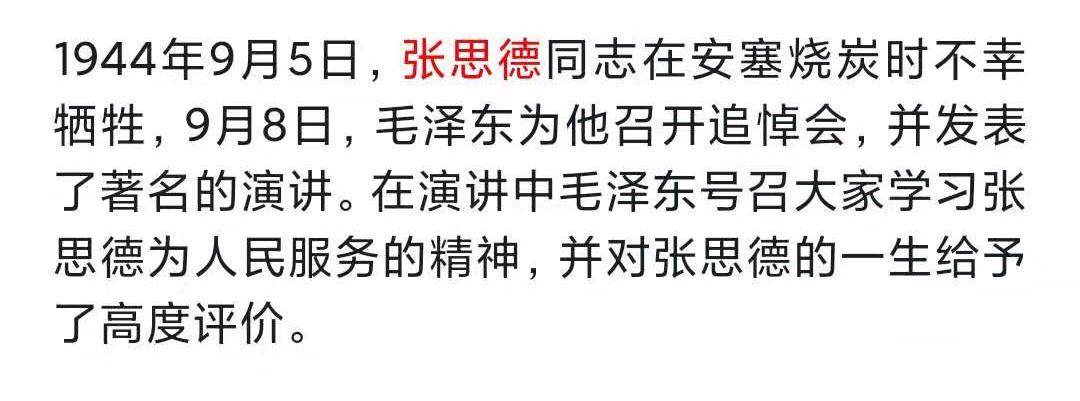 1944年9月5日，张思德同志在安塞烧炭时不幸
牺牲，9月8日，毛泽东为他召开追悼会，并发表
了著名的演讲。在演讲中毛泽东号召大家学习张
思德为人民服务的精神，并对张思德的一生给予
了高度评价。